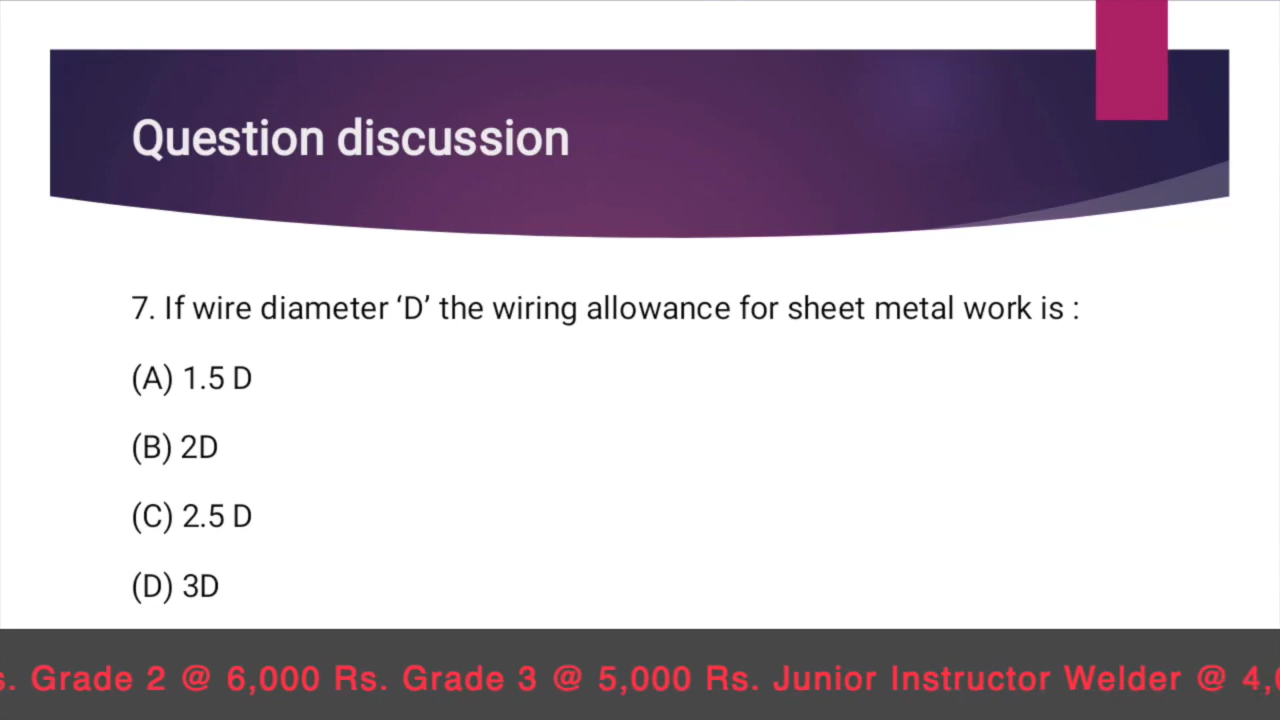 Question discussion
7. If wire diameter ‘D’ the wiring allowance for sheet metal work is :
(A) 1.5 D
(B) 2D
(C) 2.5 D
(D) 3D
s. Grade 2 @ 6,000 Rs. Grade 3 @ 5,000 Rs. Junior Instructor Welder @ 4,